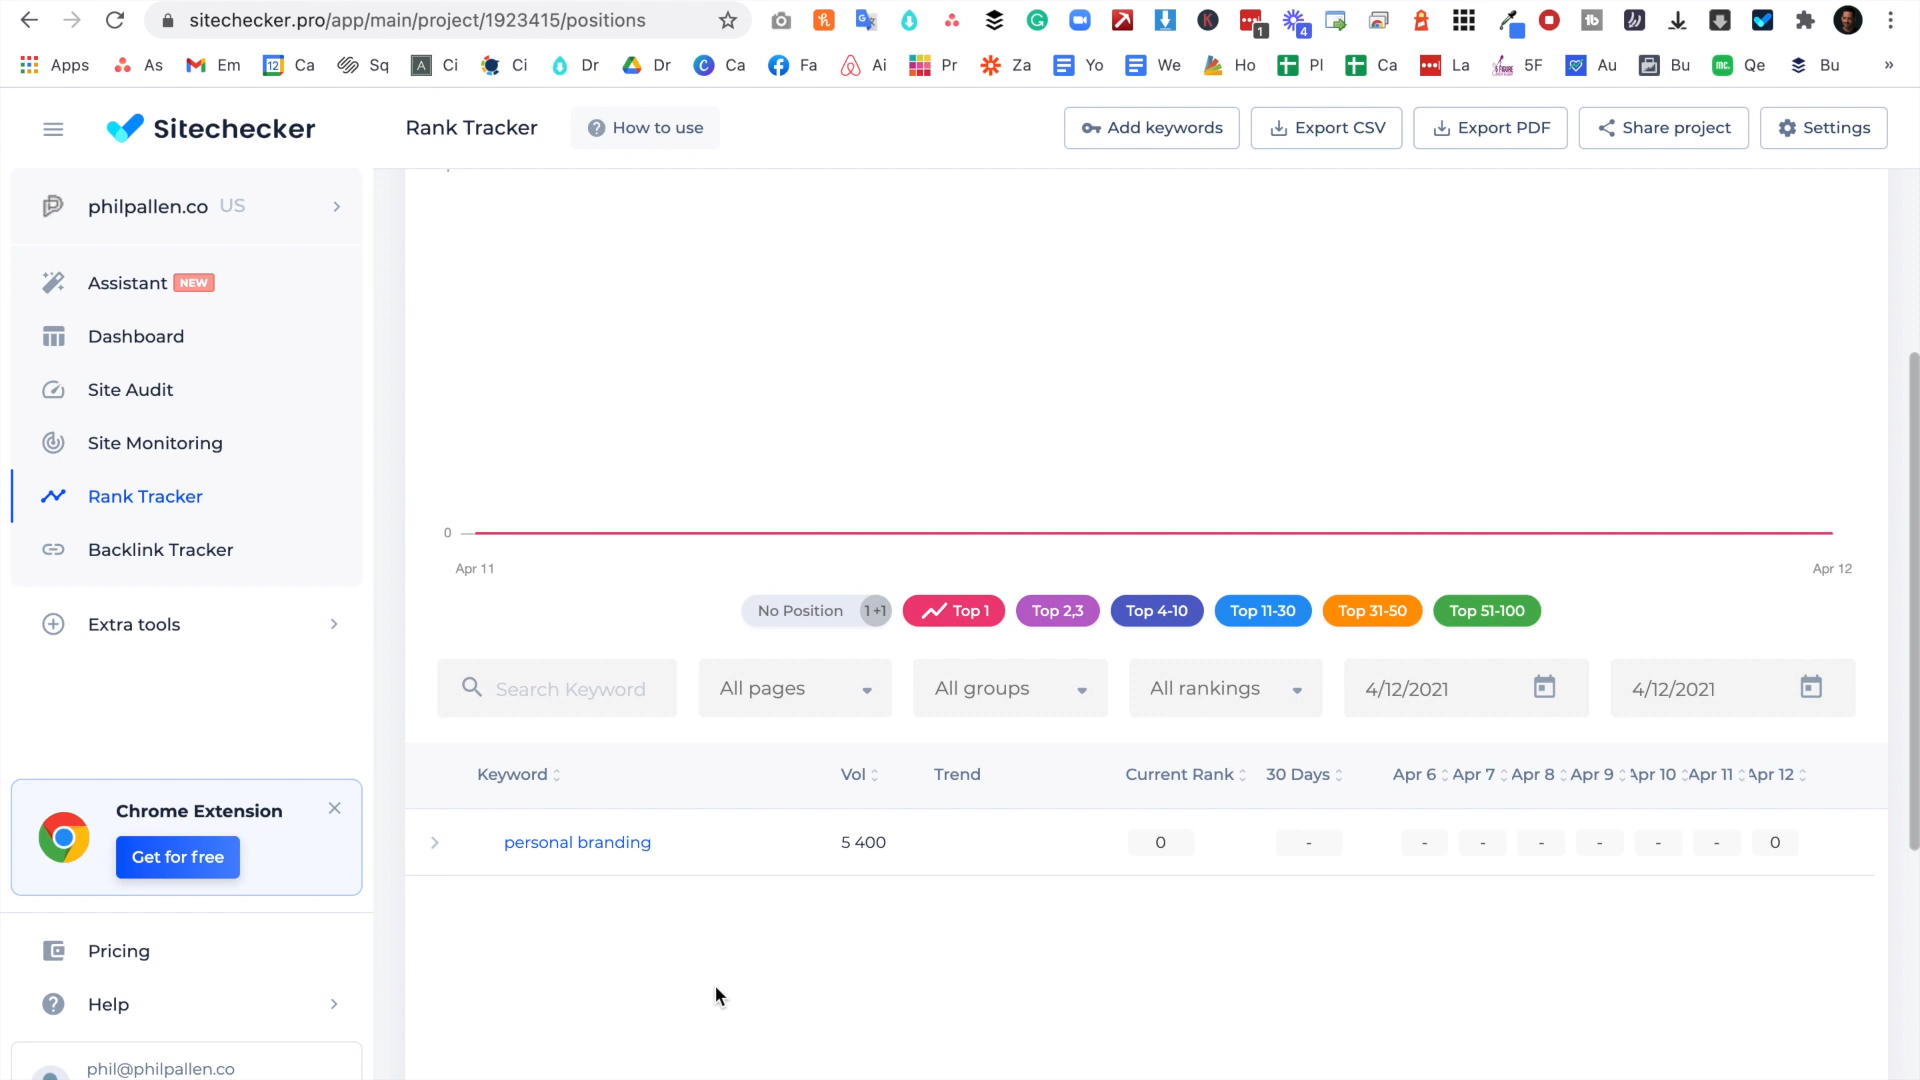 sitechecker.pro/app/main/project/1923415/positions
1
4
Apps
As
Em
12
Ca
Sq
Ci
Ci
Dr
Dr
Ca
Fa
Ai
Pr
Za
Yo
We
Ho
Pl
Ca
La
5F
Au
Bu
Qe
Bu
»
Sitechecker
Rank Tracker
How to use
Add keywords
Export CSV
Export PDF
Share project
Settings
philpallen.co US
Assistant NEW
Dashboard
Site Audit
Site Monitoring
Rank Tracker
Backlink Tracker
Extra tools
Chrome Extension
Get for free
Pricing
Help
phil@philpallen.co
0
Apr 11
Apr 12
No Position 1 +1
Top 1
Top 2,3
Top 4-10
Top 11-30
Top 31-50
Top 51-100
Search Keyword
All pages
All groups
All rankings
4/12/2021
4/12/2021
Keyword
Vol
Trend
Current Rank
30 Days
Apr 6
Apr 7
Apr 8
Apr 9
Apr 10
Apr 11
Apr 12
personal branding
5 400
0
-
-
-
-
-
-
-
0